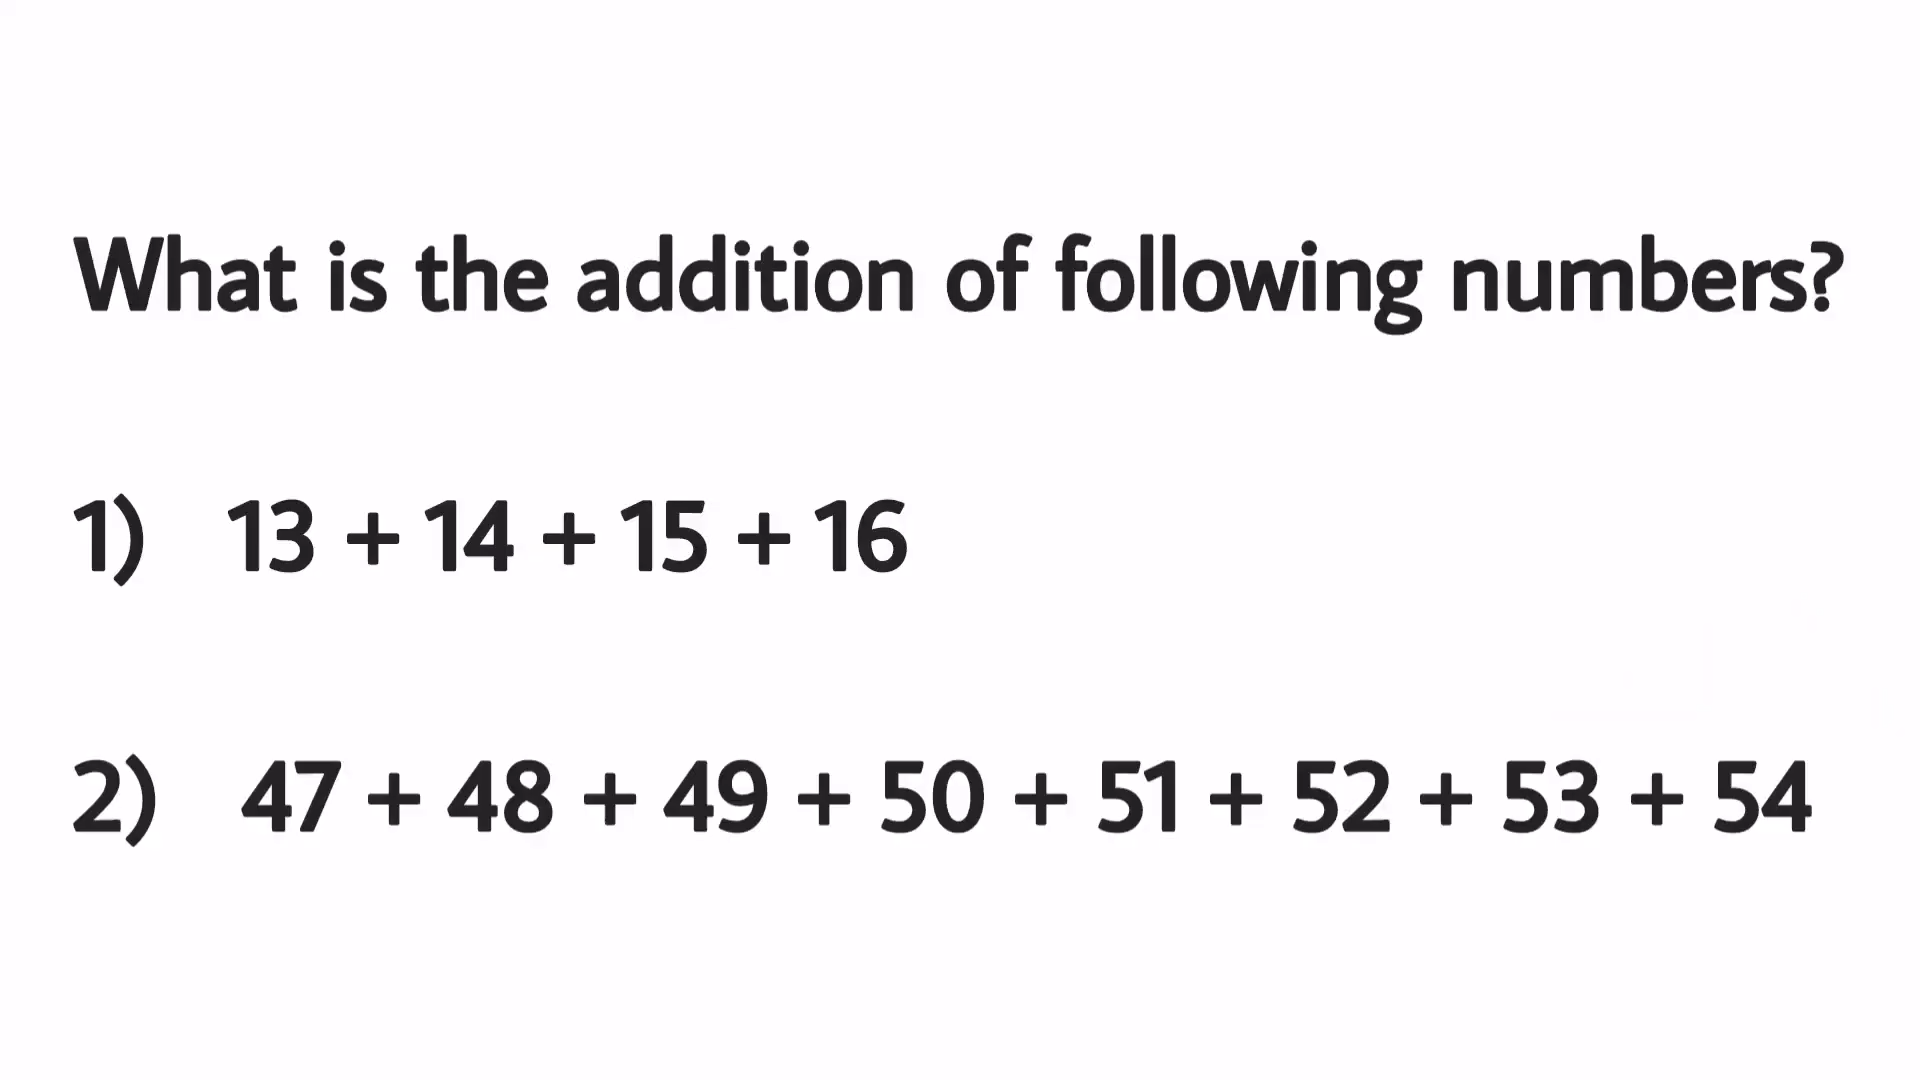 What is the addition of following numbers?
1) 13 + 14 + 15 + 16
2) 47 + 48 + 49 + 50 + 51 + 52 + 53 + 54